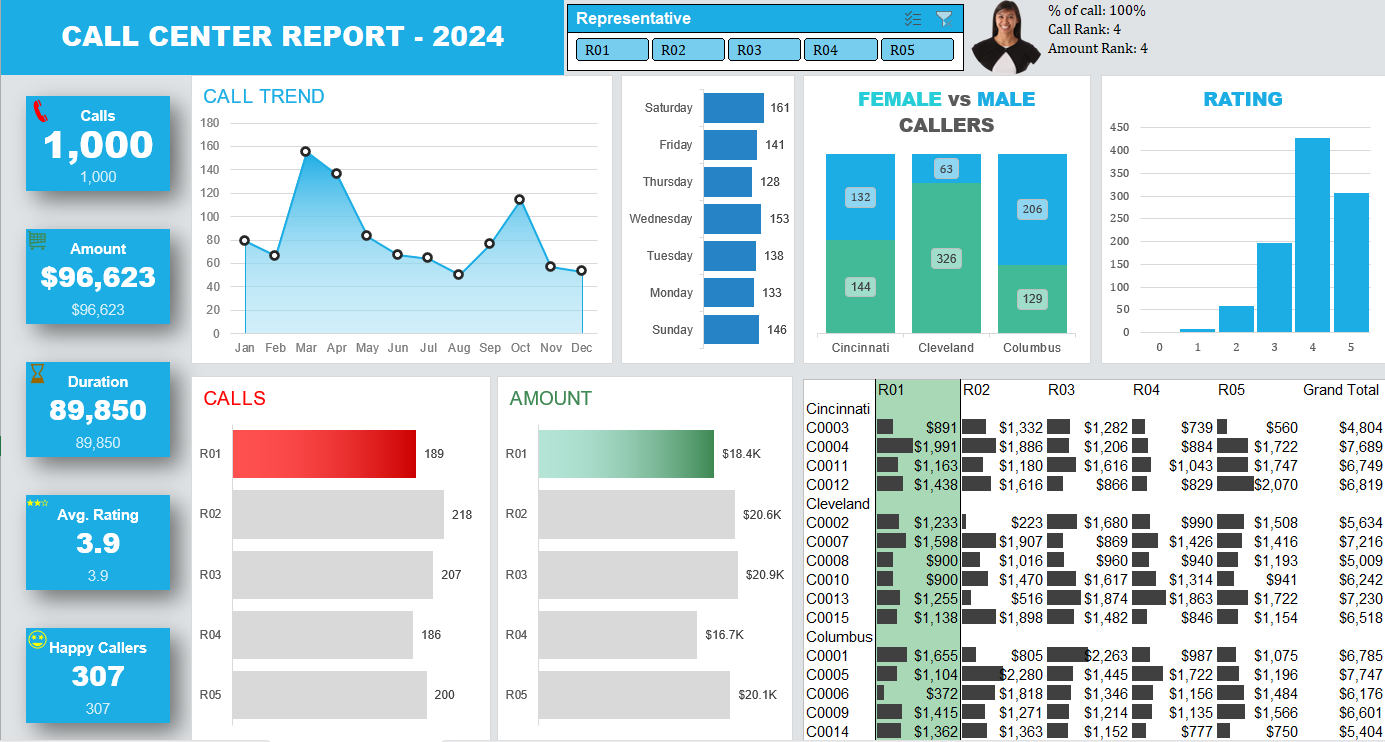 CALL CENTER REPORT - 2024
Representative
R01 R02 R03 R04 R05
% of call: 100%
Call Rank: 4
Amount Rank: 4
Calls
1,000
1,000
Amount
$96,623
$96,623
Duration
89,850
89,850
Avg. Rating
3.9
3.9
Happy Callers
307
307
CALL TREND
180
160
140
120
100
80
60
40
20
0
Jan Feb Mar Apr May Jun Jul Aug Sep Oct Nov Dec
Saturday 161
Friday 141
Thursday 128
Wednesday 153
Tuesday 138
Monday 133
Sunday 146
FEMALE vs MALE
CALLERS
132 63 206
144 326 129
Cincinnati Cleveland Columbus
RATING
450
400
350
300
250
200
150
100
50
0
0 1 2 3 4 5
CALLS
R01 189
R02 218
R03 207
R04 186
R05 200
AMOUNT
R01 $18.4K
R02 $20.6K
R03 $20.9K
R04 $16.7K
R05 $20.1K
R01 R02 R03 R04 R05 Grand Total
Cincinnati
C0003 $891 $1,332 $1,282 $739 $560 $4,804
C0004 $1,991 $1,886 $1,206 $884 $1,722 $7,689
C0011 $1,163 $1,180 $1,616 $1,043 $1,747 $6,749
C0012 $1,438 $1,616 $866 $829 $2,070 $6,819
Cleveland
C0002 $1,233 $223 $1,680 $990 $1,508 $5,634
C0007 $1,598 $1,907 $869 $1,426 $1,416 $7,216
C0008 $900 $1,016 $960 $940 $1,193 $5,009
C0010 $900 $1,470 $1,617 $1,314 $941 $6,242
C0013 $1,255 $516 $1,874 $1,863 $1,722 $7,230
C0015 $1,138 $1,898 $1,482 $846 $1,154 $6,518
Columbus
C0001 $1,655 $805 $2,263 $987 $1,075 $6,785
C0005 $1,104 $2,280 $1,445 $1,722 $1,196 $7,747
C0006 $372 $1,818 $1,346 $1,156 $1,484 $6,176
C0009 $1,415 $1,271 $1,214 $1,135 $1,566 $6,601
C0014 $1,362 $1,363 $1,152 $777 $750 $5,404